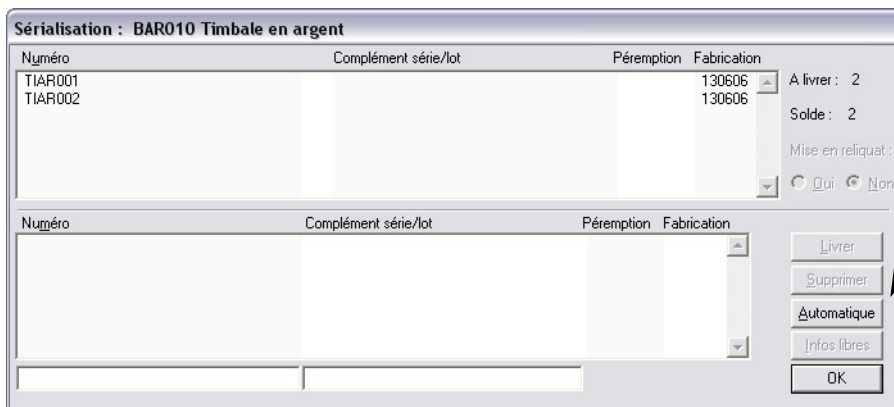 Sérialisation : BAR010 Timbale en argent
Numéro Complément série/lot Péremption Fabrication
TIAR001 130606
TIAR002 130606
A livrer : 2
Solde : 2
Mise en reliquat :
Oui Non
Numéro Complément série/lot Péremption Fabrication
Livrer
Supprimer
Automatique
Infos libres
OK